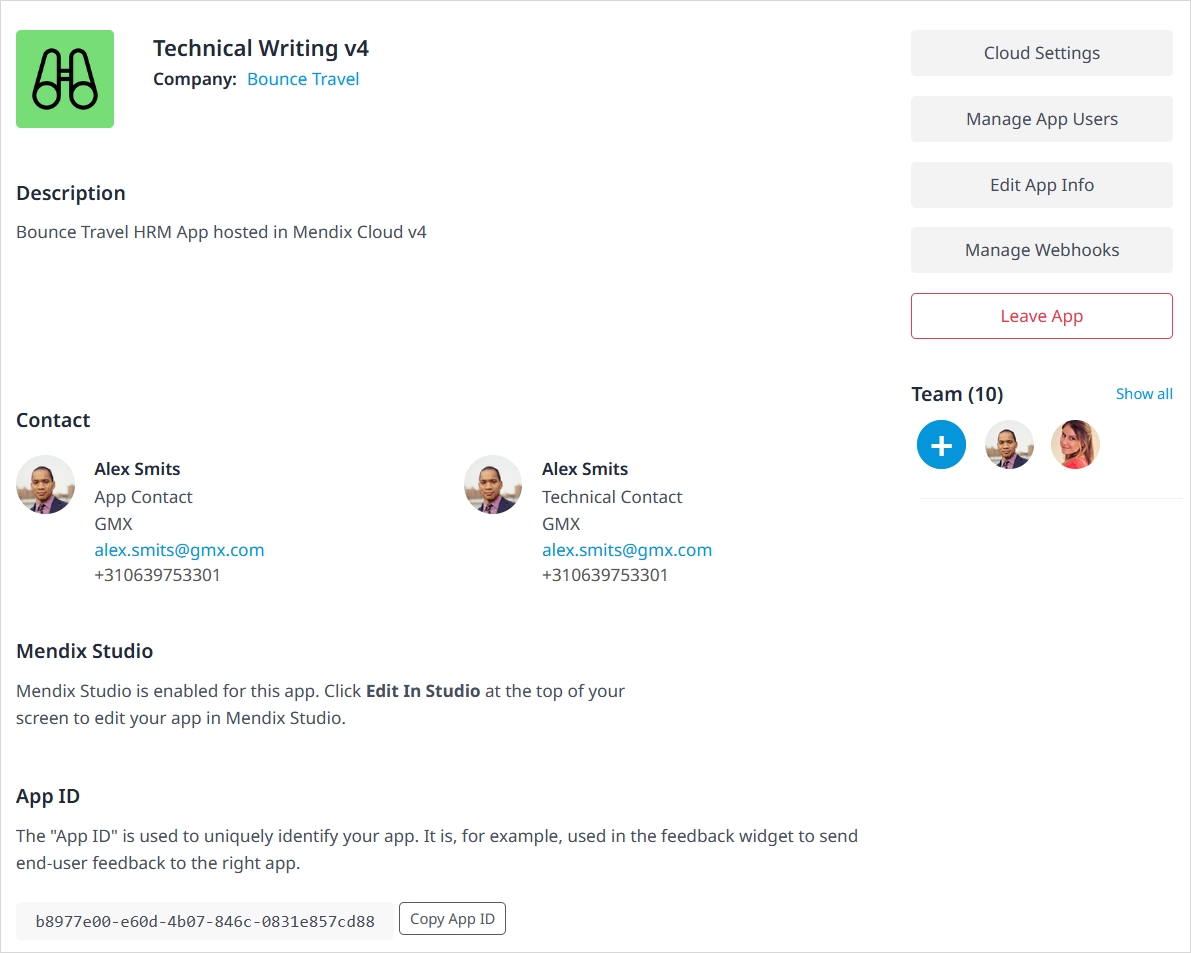 Technical Writing v4
Company: Bounce Travel
Description
Bounce Travel HRM App hosted in Mendix Cloud v4
Contact
Alex Smits
App Contact
GMX
alex.smits@gmx.com
+310639753301
Alex Smits
Technical Contact
GMX
alex.smits@gmx.com
+310639753301
Mendix Studio
Mendix Studio is enabled for this app. Click Edit In Studio at the top of your
screen to edit your app in Mendix Studio.
App ID
The "App ID" is used to uniquely identify your app. It is, for example, used in the feedback widget to send
end-user feedback to the right app.
b8977e00-e60d-4b07-846c-0831e857cd88
Copy App ID
Cloud Settings
Manage App Users
Edit App Info
Manage Webhooks
Leave App
Team (10)
Show all